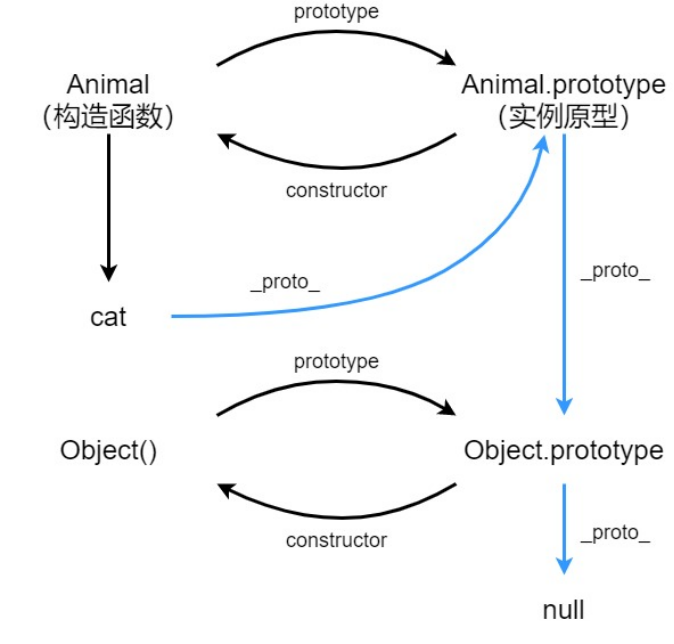 prototype
Animal
（构造函数）
Animal.prototype
（实例原型）
constructor
_proto_
_proto_
cat
prototype
Object()
Object.prototype
constructor
_proto_
null